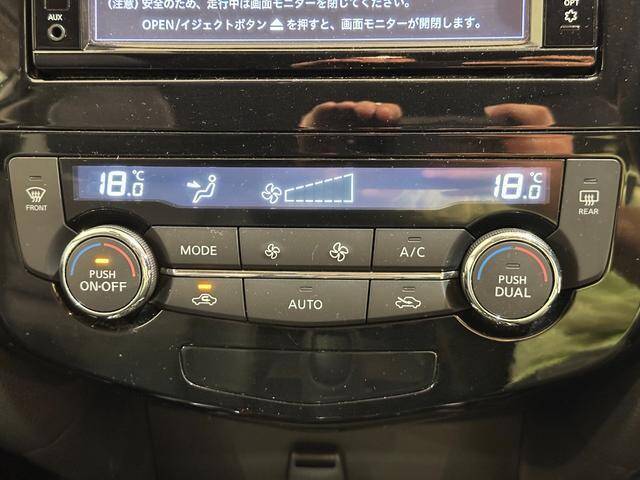 (注意) 安全のため、走行中は画面モニターを閉じてください。
AUX
OPT
OPEN/イジェクトボタン⏏を押すと、画面モニターが開閉します。
18.0℃
18.0℃
FRONT
REAR
MODE
A/C
PUSH
ON·OFF
AUTO
PUSH
DUAL